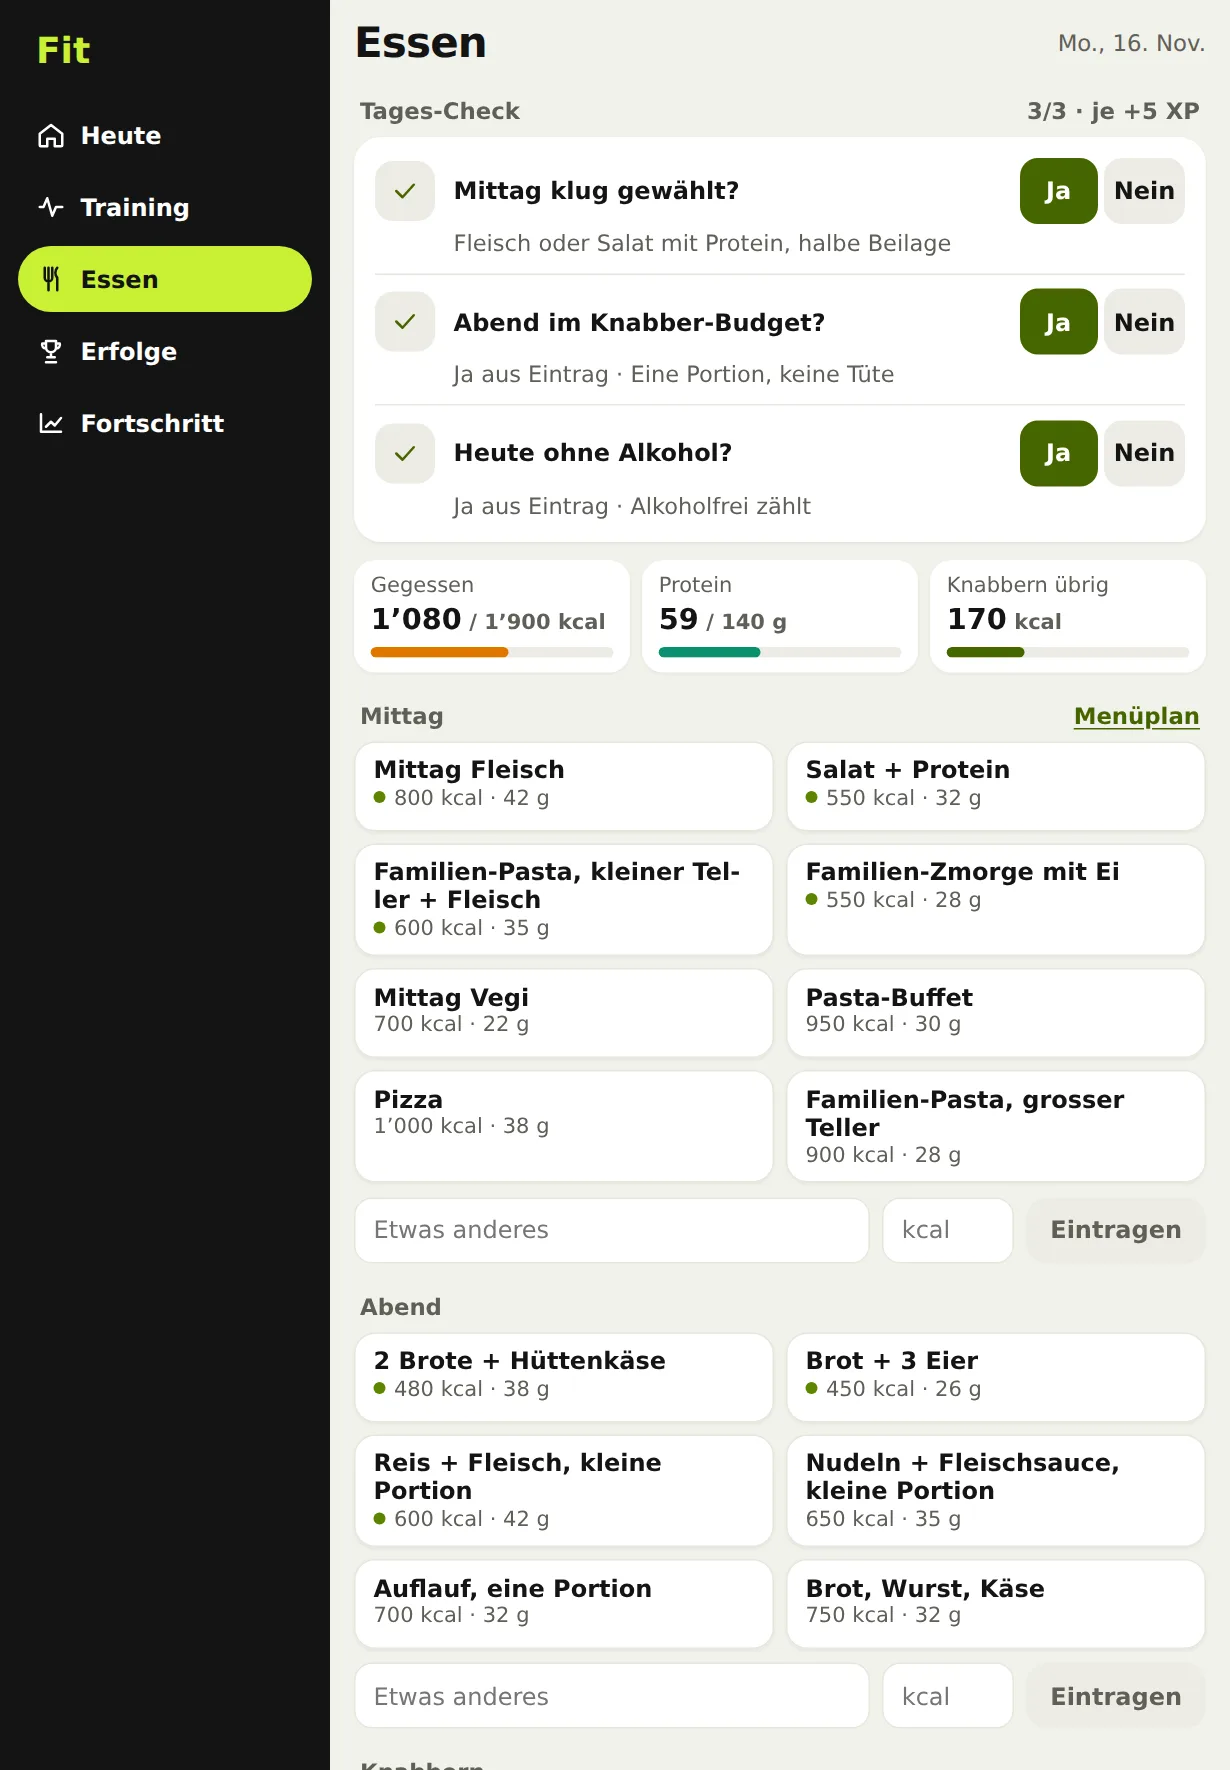 Fit
Heute
Training
Essen
Erfolge
Fortschritt
Essen
Mo., 16. Nov.
Tages-Check
3/3 · je +5 XP
Mittag klug gewählt?
Ja
Nein
Fleisch oder Salat mit Protein, halbe Beilage
Abend im Knabber-Budget?
Ja
Nein
Ja aus Eintrag · Eine Portion, keine Tüte
Heute ohne Alkohol?
Ja
Nein
Ja aus Eintrag · Alkoholfrei zählt
Gegessen
1’080 / 1’900 kcal
Protein
59 / 140 g
Knabbern übrig
170 kcal
Mittag
Menüplan
Mittag Fleisch
800 kcal · 42 g
Salat + Protein
550 kcal · 32 g
Familien-Pasta, kleiner Tel-
ler + Fleisch
600 kcal · 35 g
Familien-Zmorge mit Ei
550 kcal · 28 g
Mittag Vegi
700 kcal · 22 g
Pasta-Buffet
950 kcal · 30 g
Pizza
1’000 kcal · 38 g
Familien-Pasta, grosser
Teller
900 kcal · 28 g
Etwas anderes
kcal
Eintragen
Abend
2 Brote + Hüttenkäse
480 kcal · 38 g
Brot + 3 Eier
450 kcal · 26 g
Reis + Fleisch, kleine
Portion
600 kcal · 42 g
Nudeln + Fleischsauce,
kleine Portion
650 kcal · 35 g
Auflauf, eine Portion
700 kcal · 32 g
Brot, Wurst, Käse
750 kcal · 32 g
Etwas anderes
kcal
Eintragen
Knabbern